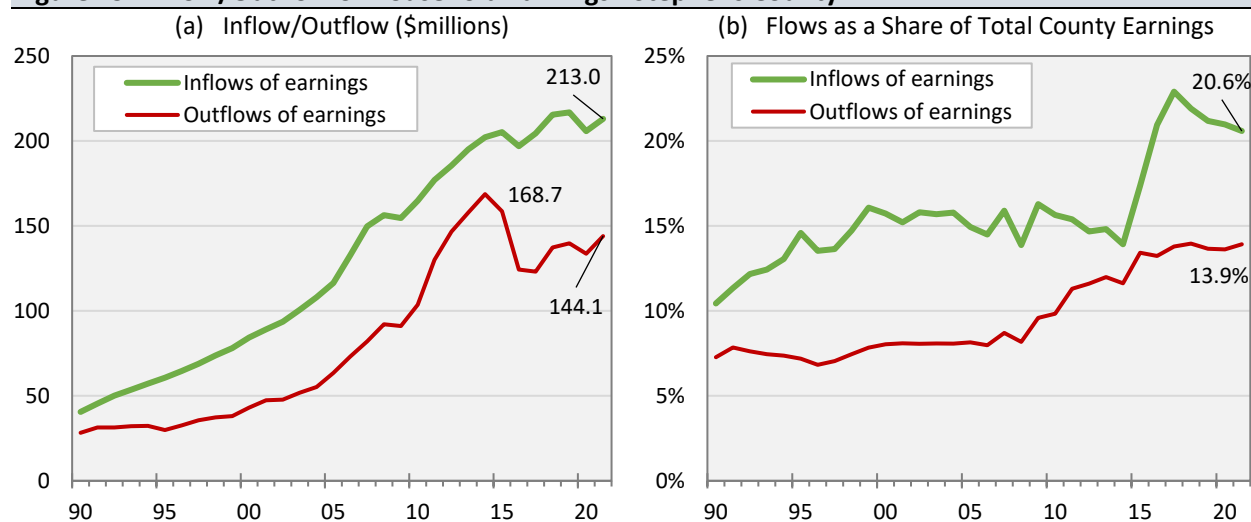 (a) Inflow/Outflow ($millions)
250
200
150
100
50
0
Inflows of earnings
Outflows of earnings
213.0
168.7
144.1
90 95 00 05 10 15 20
(b) Flows as a Share of Total County Earnings
25%
20%
15%
10%
5%
0%
Inflows of earnings
Outflows of earnings
20.6%
13.9%
90 95 00 05 10 15 20